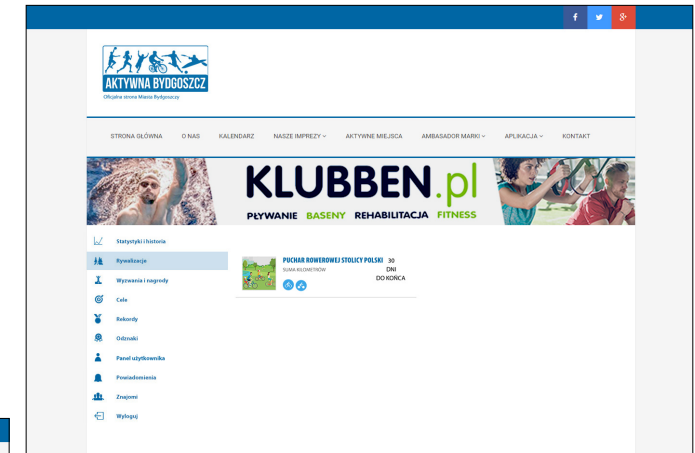 AKTYWNA BYDGOSZCZ
Oficjalna strona Miasta Bydgoszczy
STRONA GŁÓWNA O NAS KALENDARZ NASZE IMPREZY AKTYWNE MIEJSCA AMBASADOR MARKI APLIKACJA KONTAKT
KLUBBEN.pl
PŁYWANIE BASENY REHABILITACJA FITNESS
Statystyki i historia
Rywalizacje
Wyzwania i nagrody
Cele
Rekordy
Odznaki
Panel użytkownika
Powiadomienia
Znajomi
Wyloguj
PUCHAR ROWEROWEJ STOLICY POLSKI 30
SUMA KILOMETRÓW DNI
DO KOŃCA